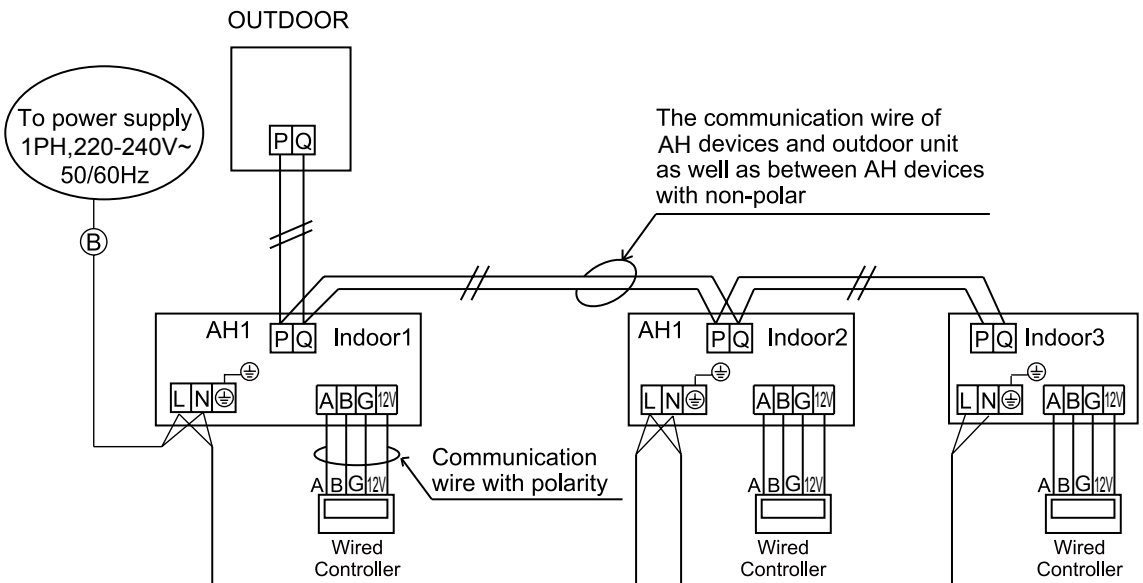 OUTDOOR
To power supply
1PH,220-240V~
50/60Hz
P Q
The communication wire of
AH devices and outdoor unit
as well as between AH devices
with non-polar
B
AH1
P Q
Indoor1
L N
A B G 12V
Communication
wire with polarity
A B G 12V
Wired
Controller
AH1
P Q
Indoor2
L N
A B G 12V
A B G 12V
Wired
Controller
P Q
Indoor3
L N
A B G 12V
A B G 12V
Wired
Controller